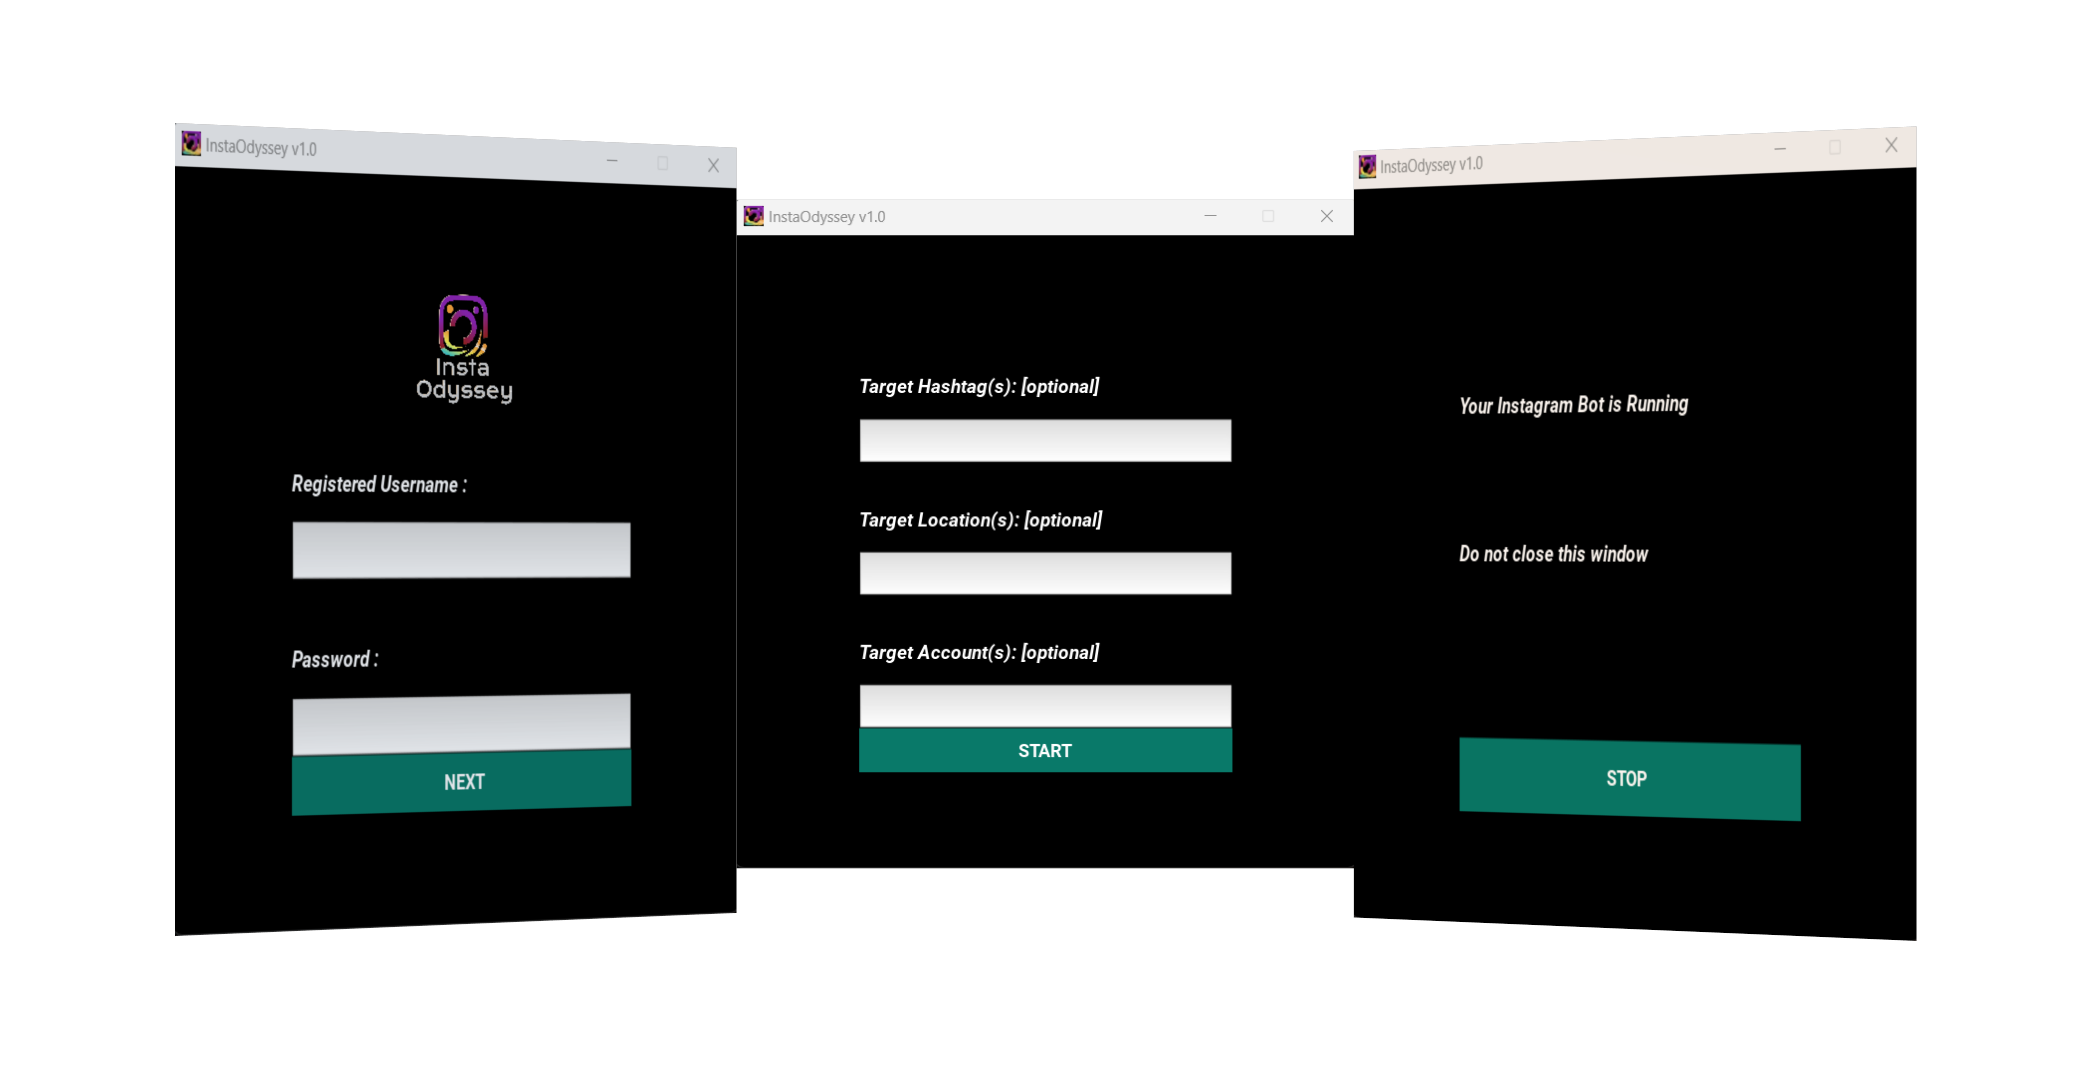 InstaOdyssey v1.0
Insta
Odyssey
Registered Username :
Password :
NEXT
InstaOdyssey v1.0
Target Hashtag(s): [optional]
Target Location(s): [optional]
Target Account(s): [optional]
START
InstaOdyssey v1.0
Your Instagram Bot is Running
Do not close this window
STOP